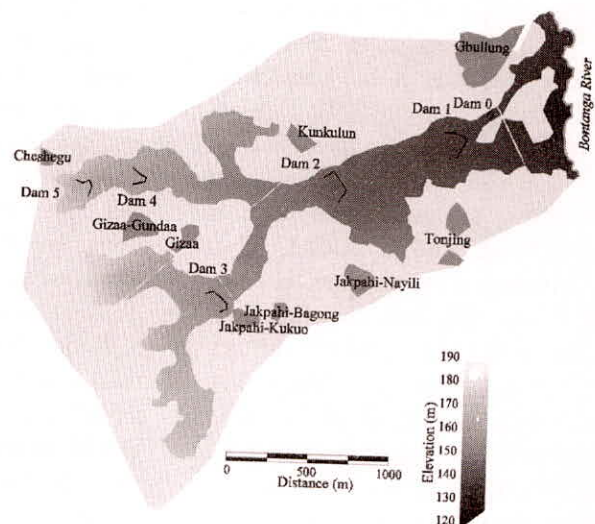 Gbullung
Dam 1
Dam 0
Bontanga River
Kunkulun
Cheshegu
Dam 2
Dam 5
Dam 4
Gizaa-Gundaa
Gizaa
Tonjing
Dam 3
Jakpahi-Nayili
Jakpahi-Bagong
Jakpahi-Kukuo
190
180
170
160
150
140
130
120
Elevation (m)
0 500 1000
Distance (m)